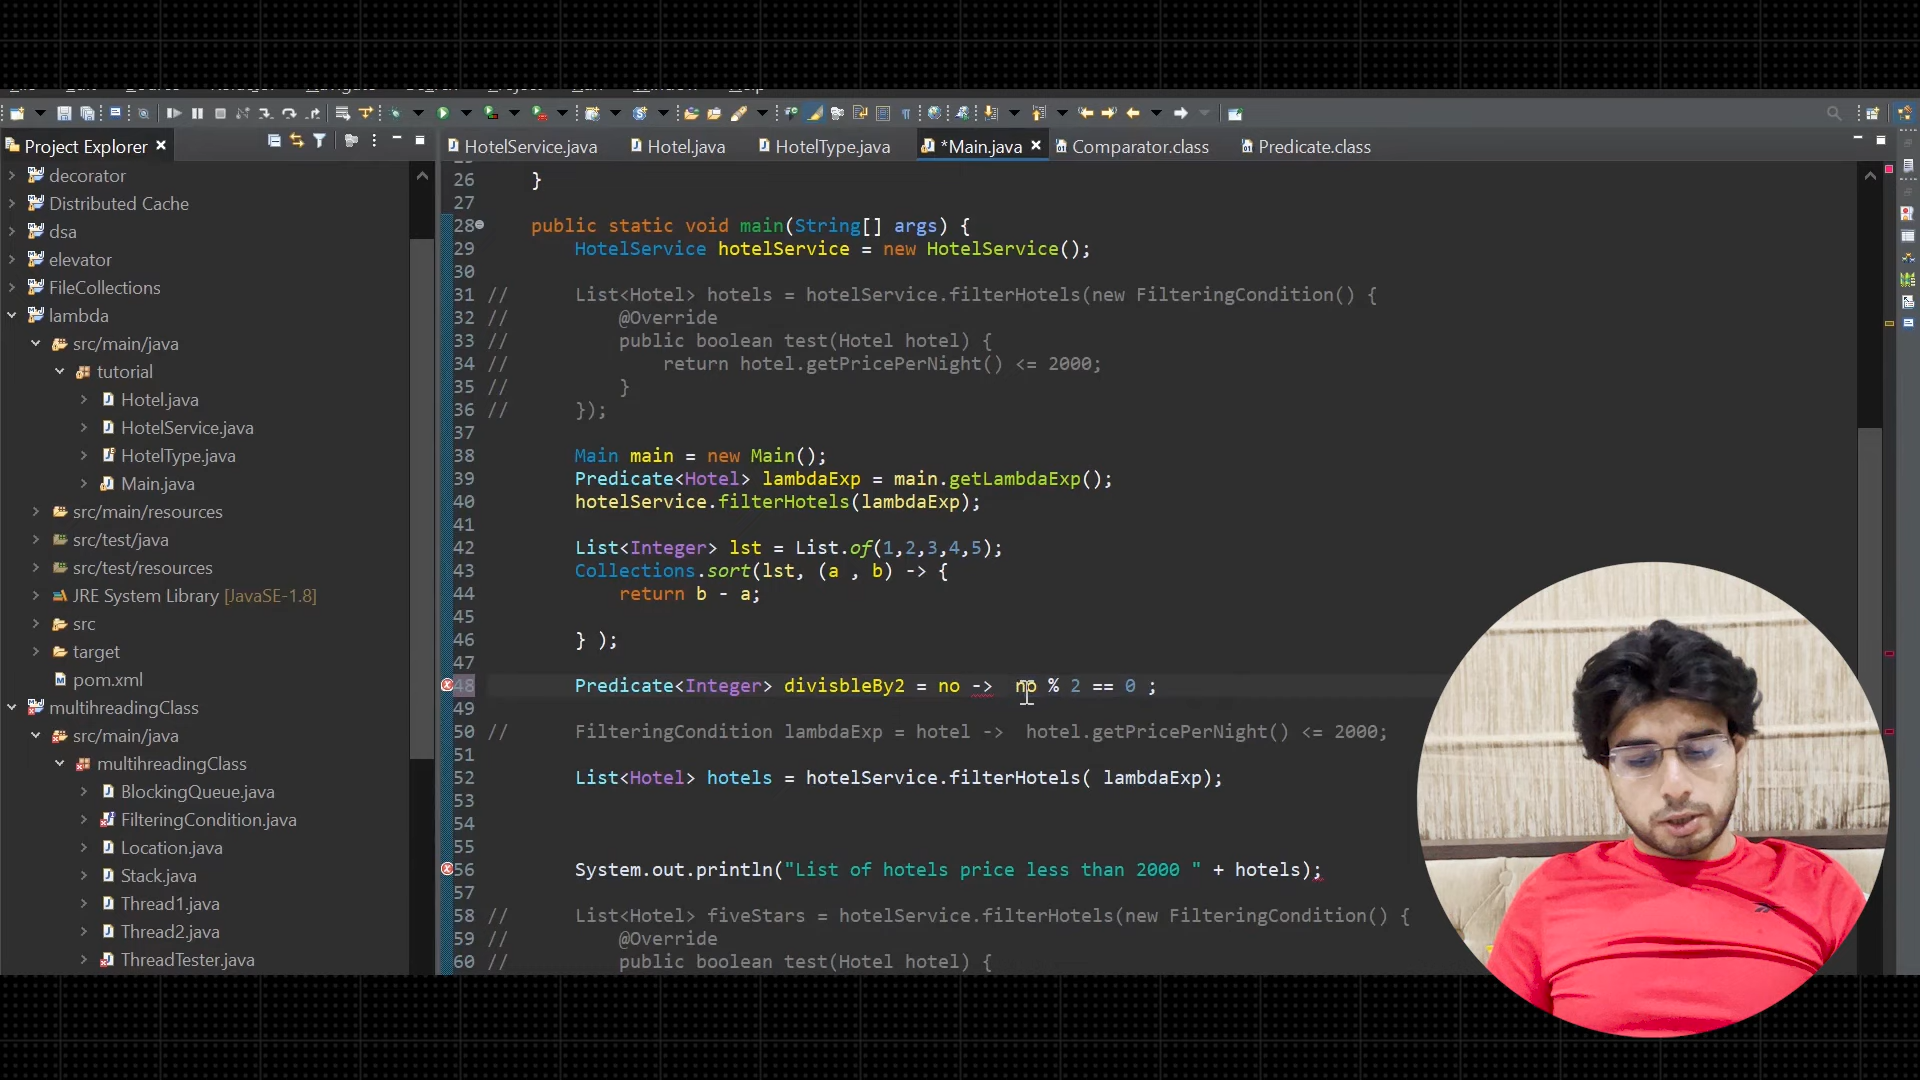 Project Explorer
HotelService.java
Hotel.java
HotelType.java
*Main.java
Comparator.class
Predicate.class
decorator
Distributed Cache
dsa
elevator
FileCollections
lambda
src/main/java
tutorial
Hotel.java
HotelService.java
HotelType.java
Main.java
src/main/resources
src/test/java
src/test/resources
JRE System Library [JavaSE-1.8]
src
target
pom.xml
multihreadingClass
src/main/java
multihreadingClass
BlockingQueue.java
FilteringCondition.java
Location.java
Stack.java
Thread1.java
Thread2.java
ThreadTester.java
26 }
27
28 public static void main(String[] args) {
29 HotelService hotelService = new HotelService();
30
31 // List<Hotel> hotels = hotelService.filterHotels(new FilteringCondition() {
32 // @Override
33 // public boolean test(Hotel hotel) {
34 // return hotel.getPricePerNight() <= 2000;
35 // }
36 // });
37
38 Main main = new Main();
39 Predicate<Hotel> lambdaExp = main.getLambdaExp();
40 hotelService.filterHotels(lambdaExp);
41
42 List<Integer> lst = List.of(1,2,3,4,5);
43 Collections.sort(lst, (a , b) -> {
44 return b - a;
45
46 } );
47
48 Predicate<Integer> divisbleBy2 = no -> no % 2 == 0 ;
49
50 // FilteringCondition lambdaExp = hotel -> hotel.getPricePerNight() <= 2000;
51
52 List<Hotel> hotels = hotelService.filterHotels( lambdaExp);
53
54
55
56 System.out.println("List of hotels price less than 2000 " + hotels);
57
58 // List<Hotel> fiveStars = hotelService.filterHotels(new FilteringCondition() {
59 // @Override
60 // public boolean test(Hotel hotel) {